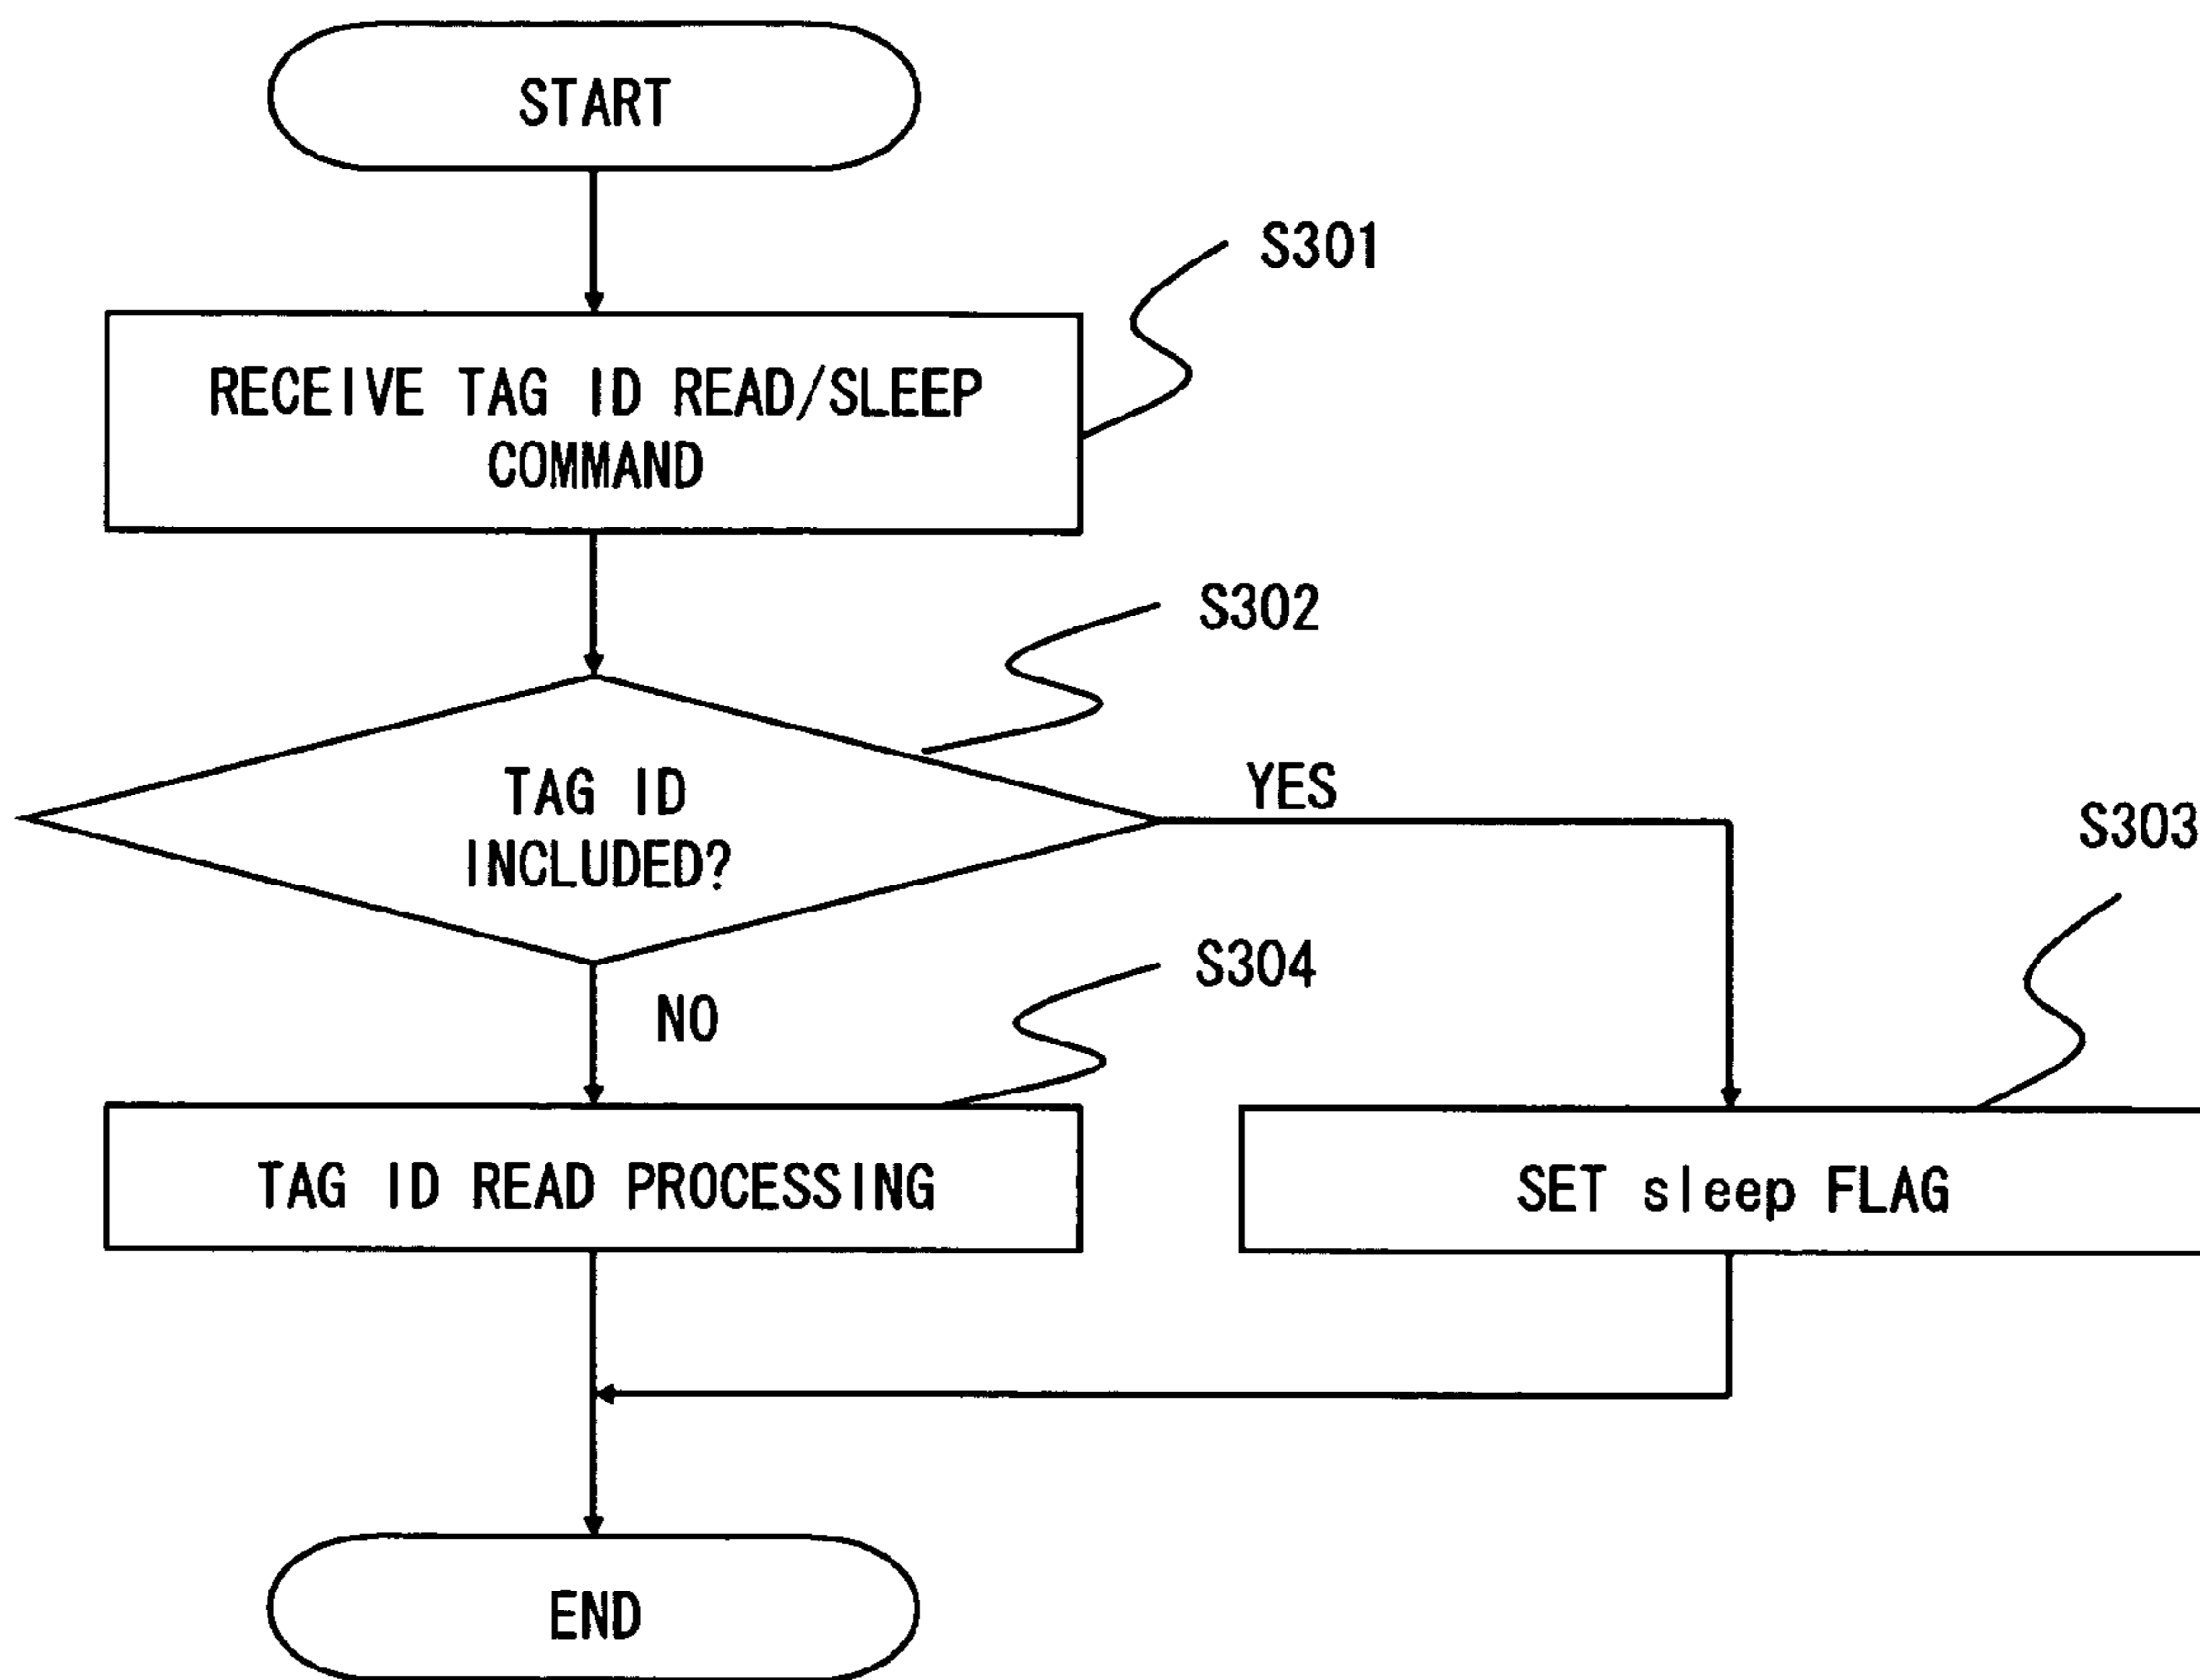 START
S301
RECEIVE TAG ID READ/SLEEP
COMMAND
S302
TAG ID
INCLUDED?
YES
S303
NO
S304
TAG ID READ PROCESSING
SET sleep FLAG
END